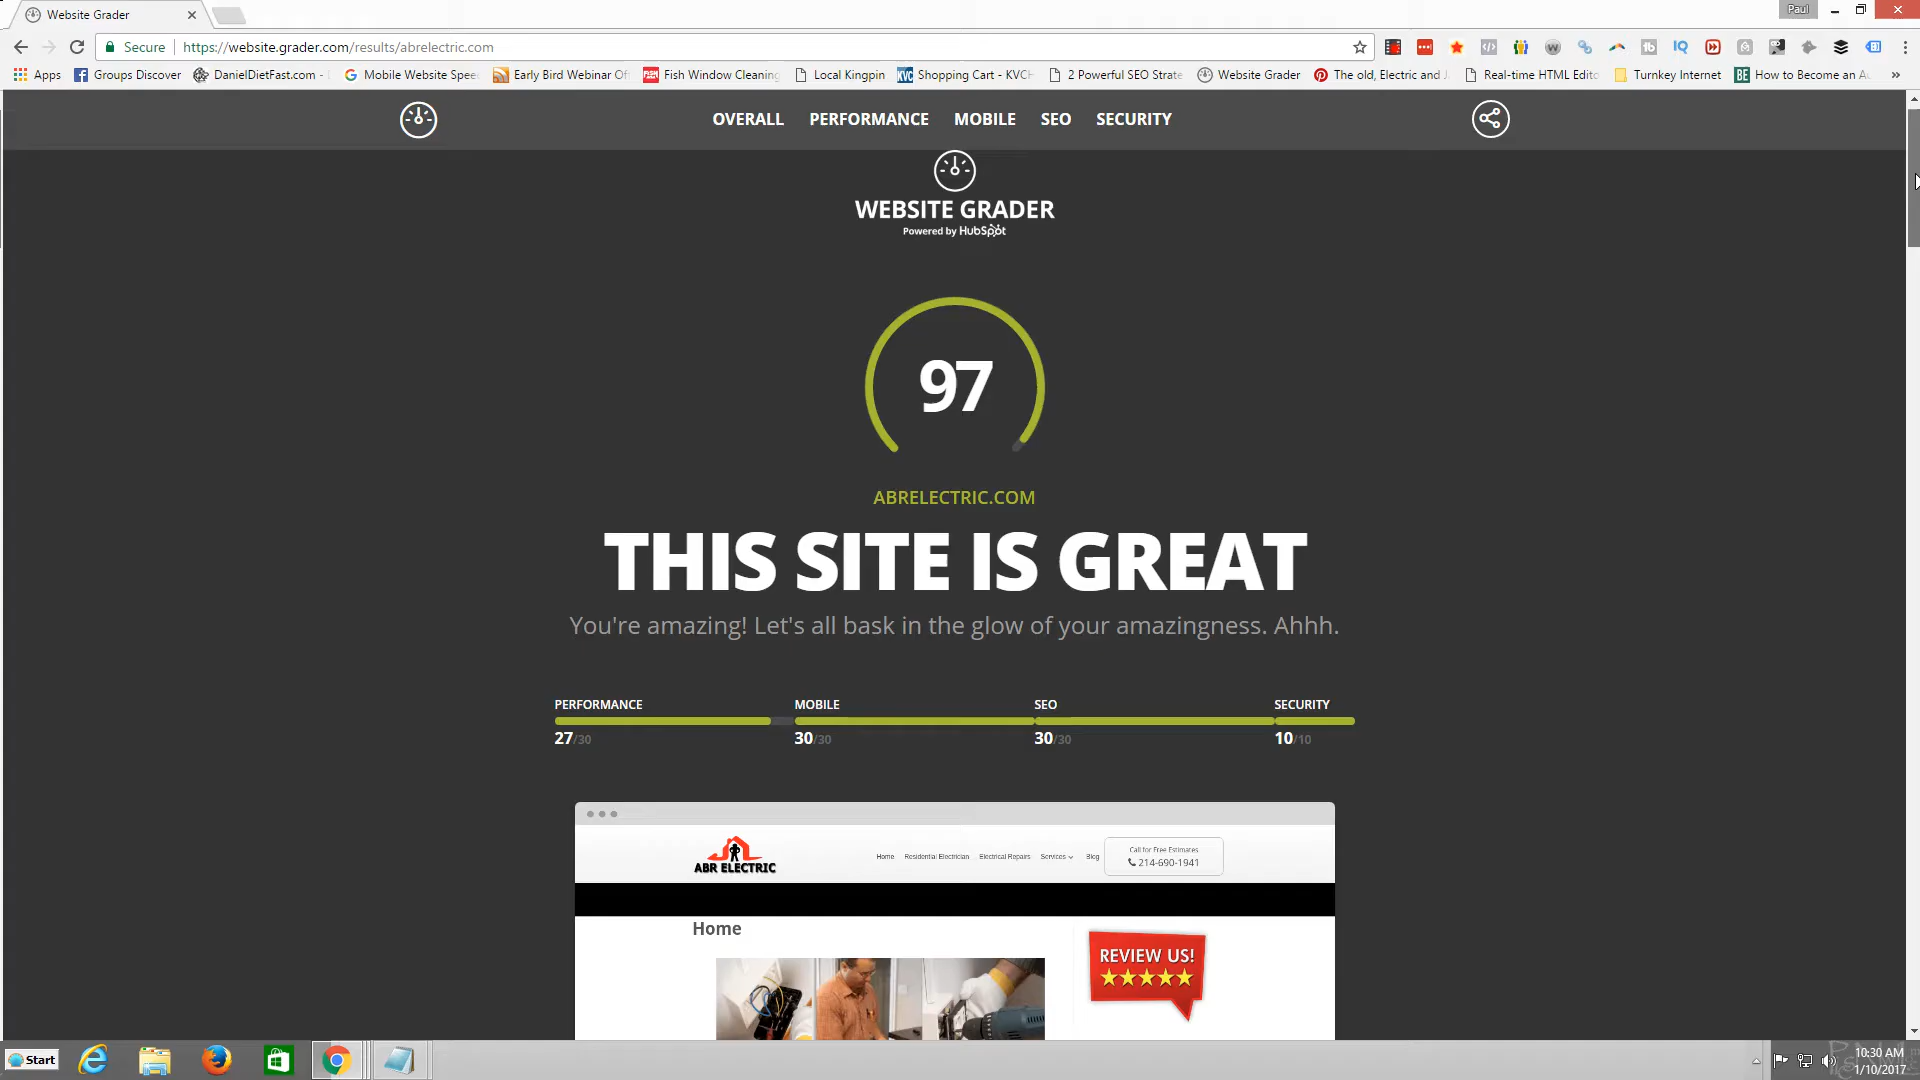 Website Grader
Paul
Secure
https://website.grader.com/results/abrelectric.com
Apps
Groups Discover
DanielDietFast.com -
Mobile Website Spee
Early Bird Webinar Of
Fish Window Cleaning
Local Kingpin
Shopping Cart - KVCH
2 Powerful SEO Strate
Website Grader
The old, Electric and J
Real-time HTML Edito
Turnkey Internet
How to Become an Au
OVERALL
PERFORMANCE
MOBILE
SEO
SECURITY
WEBSITE GRADER
Powered by HubSpot
97
ABRELECTRIC.COM
THIS SITE IS GREAT
You're amazing! Let's all bask in the glow of your amazingness. Ahhh.
PERFORMANCE
27/30
MOBILE
30/30
SEO
30/30
SECURITY
10/10
ABR ELECTRIC
Home
Residential Electrician
Electrical Repairs
Services
Blog
Call for Free Estimates
214-690-1941
Home
REVIEW US!
Start
10:30 AM
1/10/2017